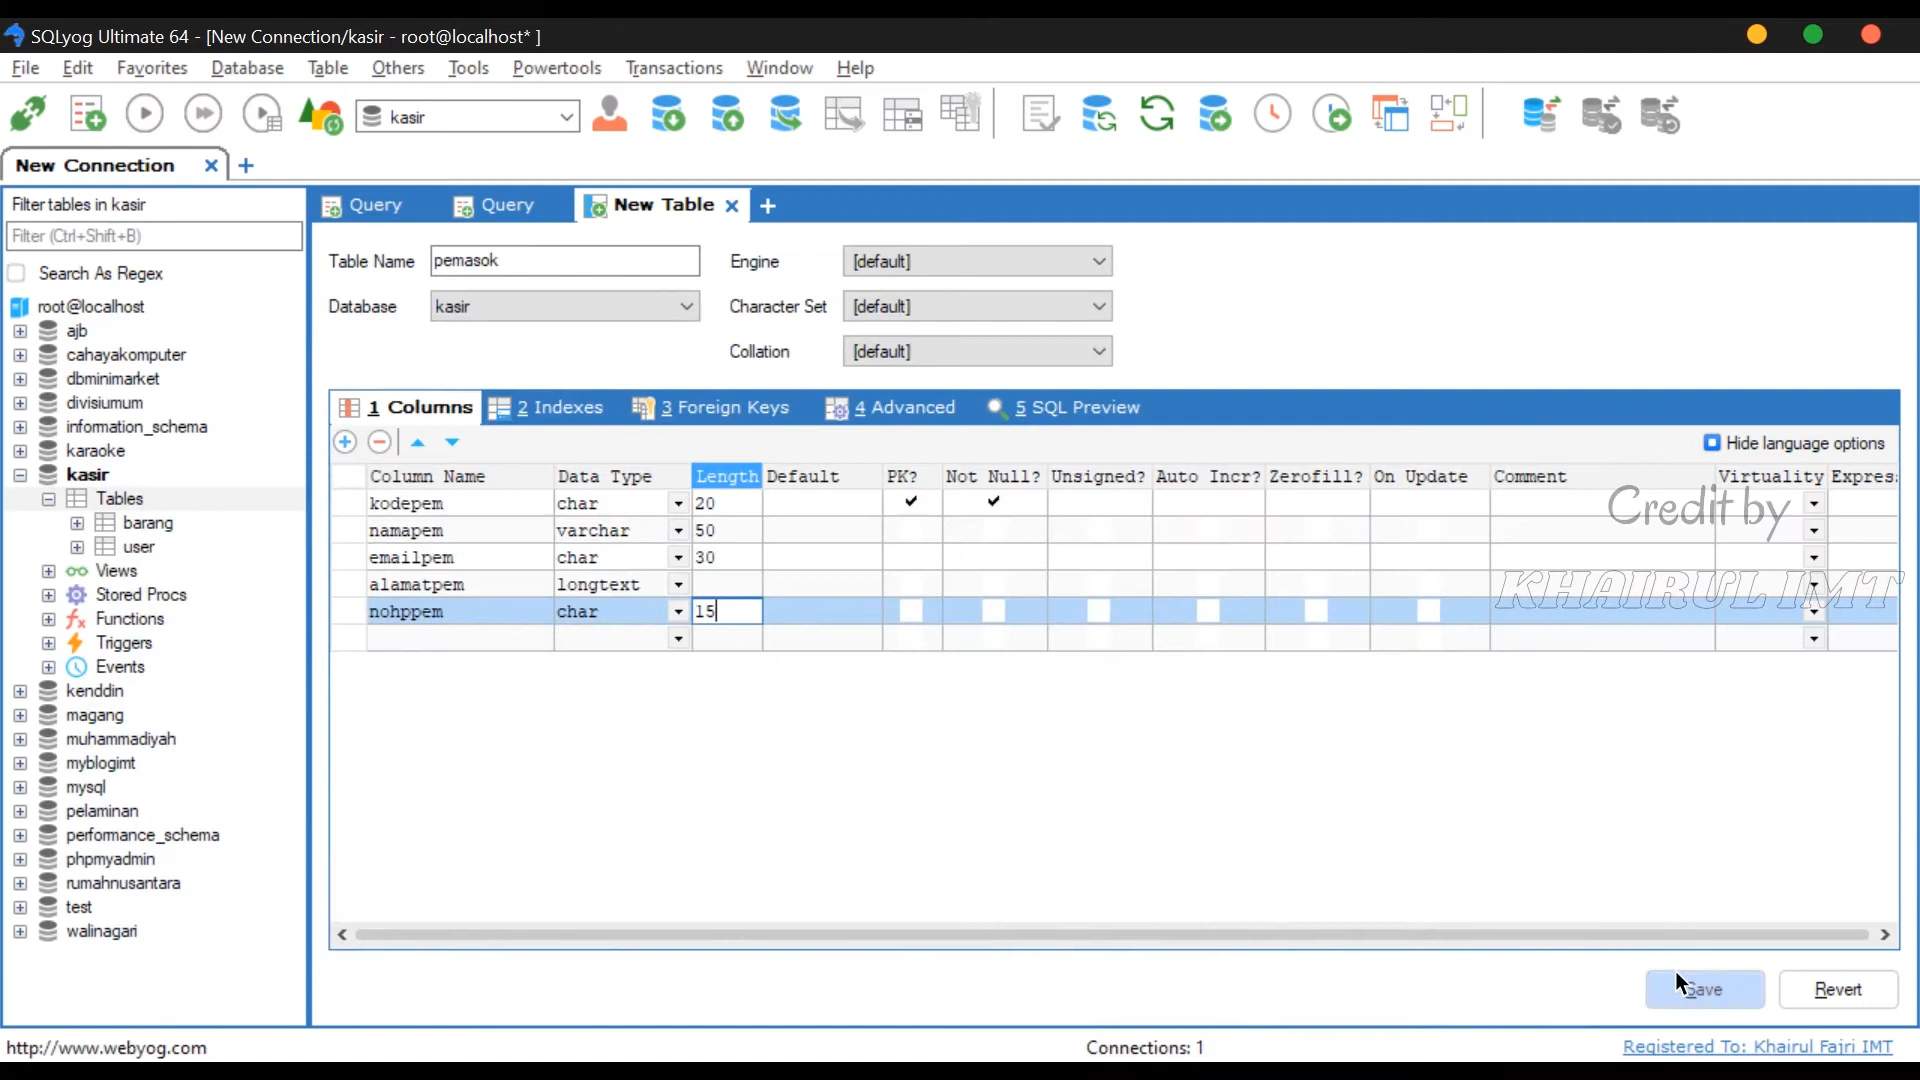 SQLyog Ultimate 64 - [New Connection/kasir - root@localhost* ]
File Edit Favorites Database Table Others Tools Powertools Transactions Window Help
kasir
New Connection
Filter tables in kasir
Filter (Ctrl+Shift+B)
Search As Regex
root@localhost
ajb
cahayakomputer
dbminimarket
divisiumum
information_schema
karaoke
kasir
Tables
barang
user
Views
Stored Procs
Functions
Triggers
Events
kenddin
magang
muhammadiyah
myblogimt
mysql
pelaminan
performance_schema
phpmyadmin
rumahnusantara
test
walinagari
Query Query New Table
Table Name pemasok Engine [default]
Database kasir Character Set [default]
Collation [default]
1 Columns 2 Indexes 3 Foreign Keys 4 Advanced 5 SQL Preview
Hide language options
Column Name Data Type Length Default PK? Not Null? Unsigned? Auto Incr? Zerofill? On Update Comment Virtuality Expres
kodepem char 20
namapem varchar 50
emailpem char 30
alamatpem longtext
nohppem char 15
Credit by
KHAIRUL IMT
Save Revert
http://www.webyog.com Connections: 1 Registered To: Khairul Fajri IMT